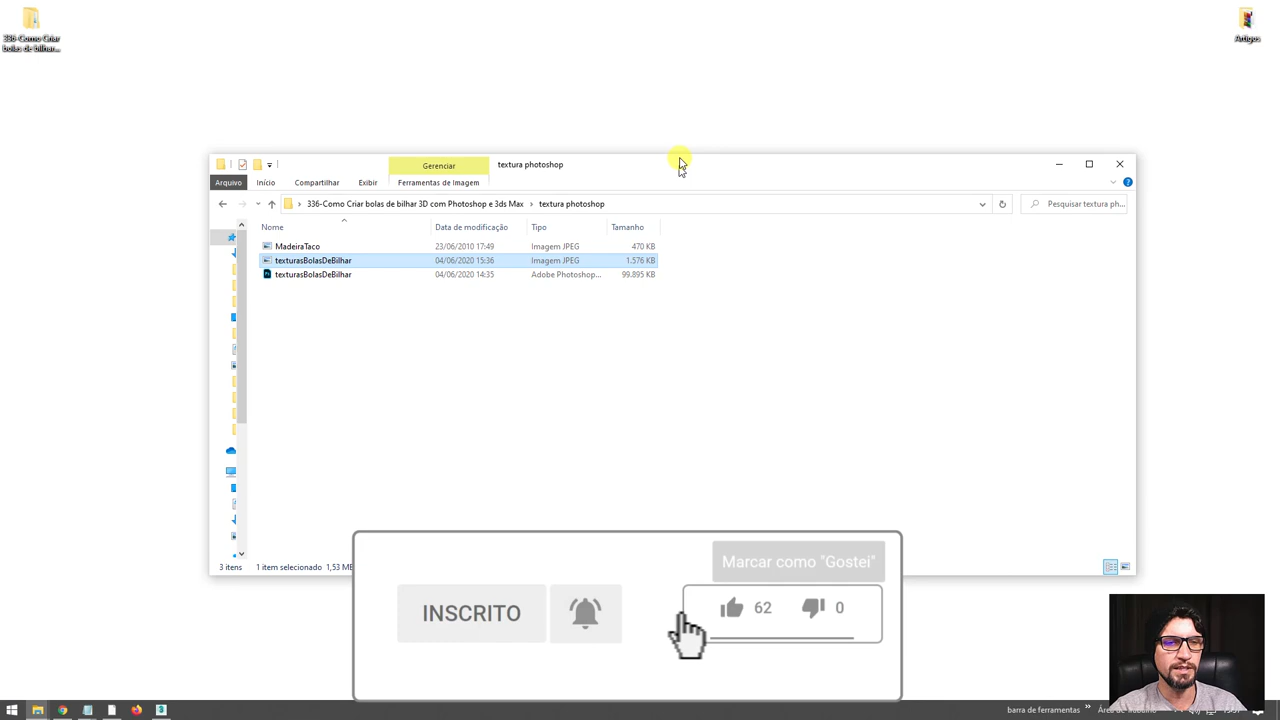 336-Como Criar
bolas de bilhar...
Artigos
Gerenciar
textura photoshop
Arquivo
Início
Compartilhar
Exibir
Ferramentas de Imagem
336-Como Criar bolas de bilhar 3D com Photoshop e 3ds Max > textura photoshop
Pesquisar textura ph...
Nome
Data de modificação
Tipo
Tamanho
MadeiraTaco 23/06/2010 17:49 Imagem JPEG 470 KB
texturasBolasDeBilhar 04/06/2020 15:36 Imagem JPEG 1.576 KB
texturasBolasDeBilhar 04/06/2020 14:35 Adobe Photoshop... 99.895 KB
3 itens
1 item selecionado 1,53 MB
Marcar como "Gostei"
INSCRITO
62
0
barra de ferramentas
Área de Trabalho